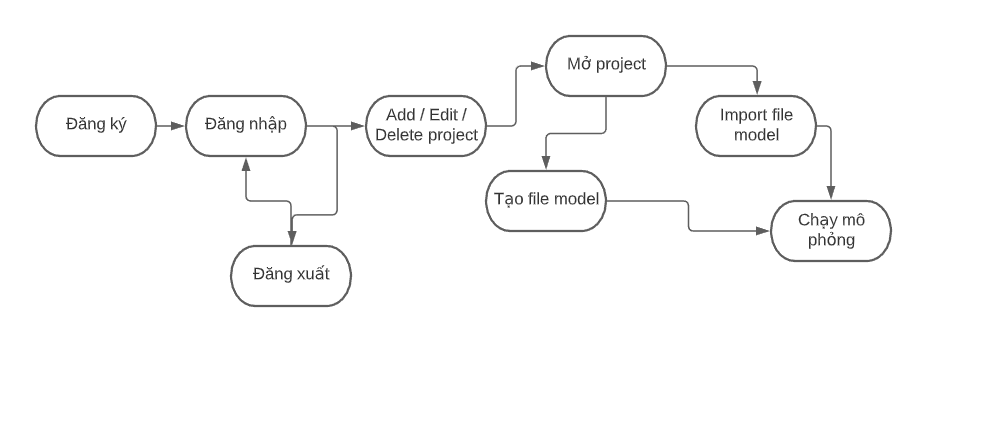 Mở project
Đăng ký
Đăng nhập
Add / Edit /
Delete project
Import file
model
Tạo file model
Chạy mô
phỏng
Đăng xuất